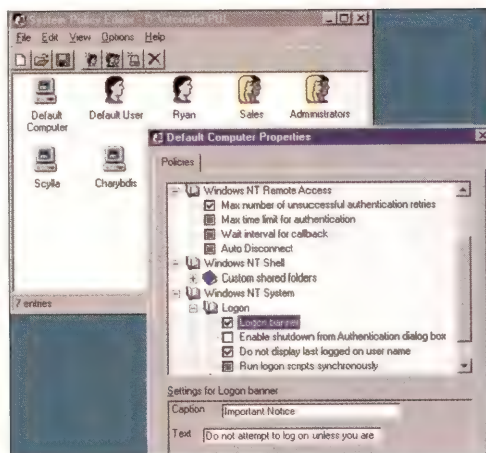 System Policy Editor - D:\ntconfig.POL
File Edit View Options Help
Default Computer
Default User
Ryan
Sales
Administrators
Scylla
Charybdis
7 entries
Default Computer Properties
Policies
Windows NT Remote Access
Max number of unsuccessful authentication retries
Max time limit for authentication
Wait interval for callback
Auto Disconnect
Windows NT Shell
Custom shared folders
Windows NT System
Logon
Logon banner
Enable shutdown from Authentication dialog box
Do not display last logged on user name
Run logon scripts synchronously
Settings for Logon banner
Caption Important Notice
Text Do not attempt to log on unless you are